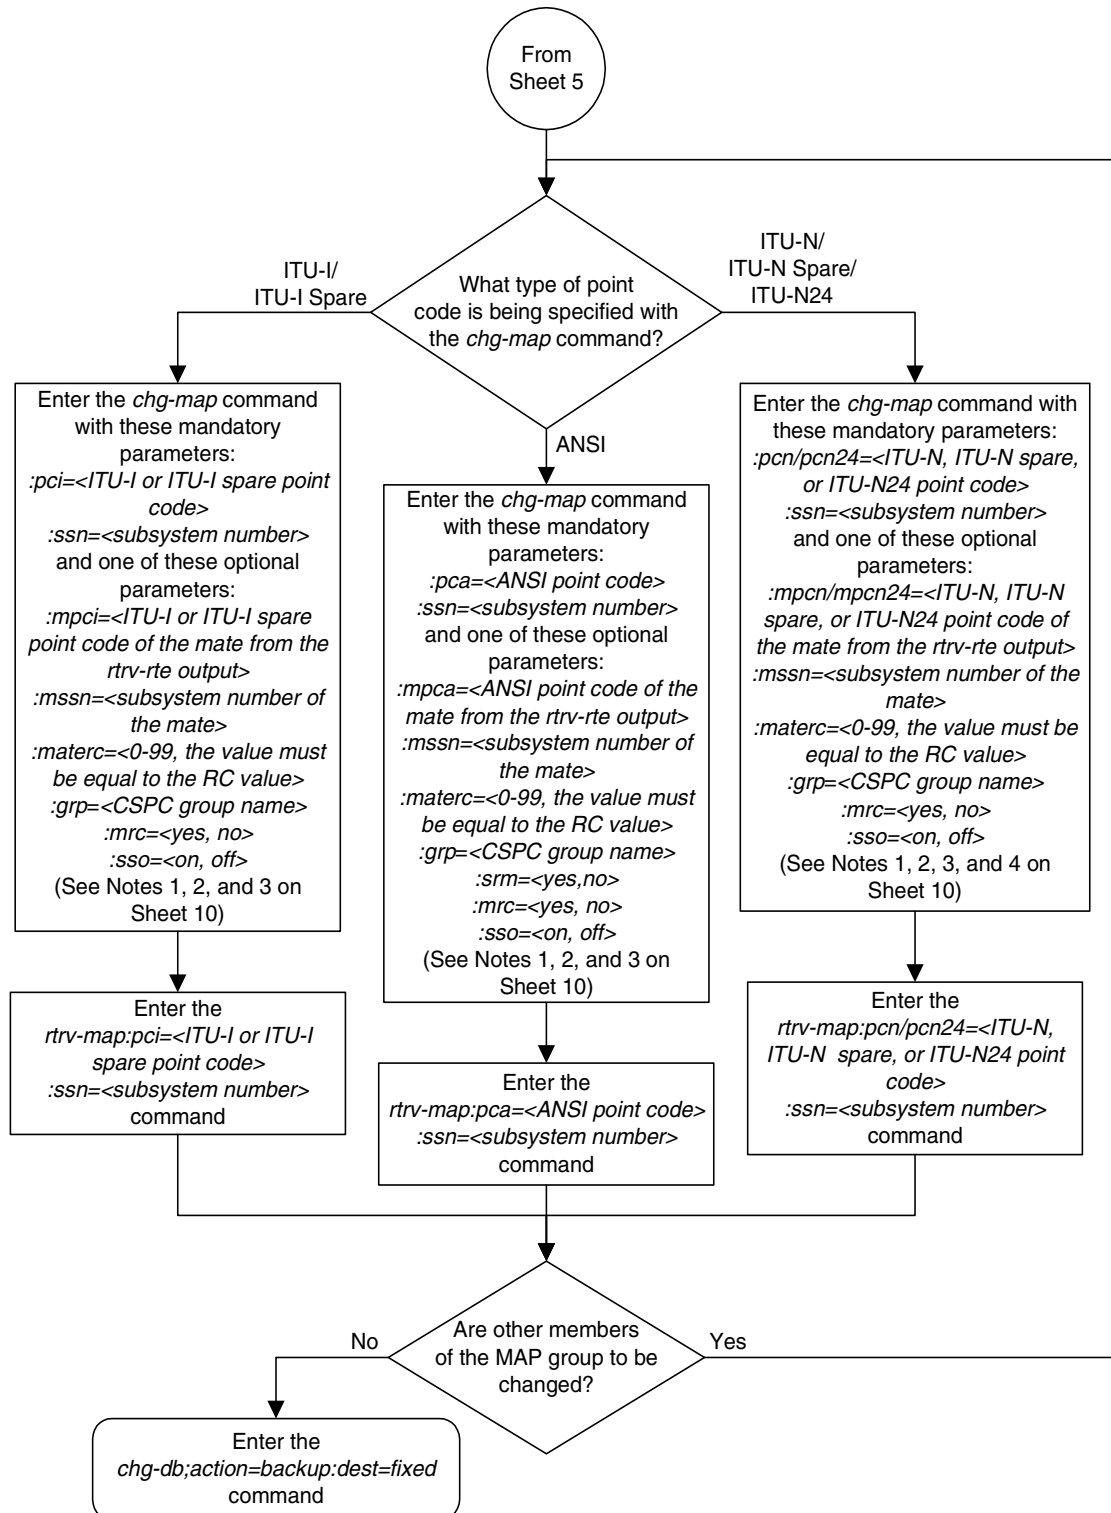 From
Sheet 5
What type of point
code is being specified with
the chg-map command?
ITU-I/
ITU-I Spare
ITU-N/
ITU-N Spare/
ITU-N24
ANSI
Enter the chg-map command
with these mandatory
parameters:
:pci=<ITU-I or ITU-I spare point
code>
:ssn=<subsystem number>
and one of these optional
parameters:
:mpci=<ITU-I or ITU-I spare
point code of the mate from the
rtrv-rte output>
:mssn=<subsystem number of
the mate>
:materc=<0-99, the value must
be equal to the RC value>
:grp=<CSPC group name>
:mrc=<yes, no>
:sso=<on, off>
(See Notes 1, 2, and 3 on
Sheet 10)
Enter the chg-map command
with these mandatory
parameters:
:pca=<ANSI point code>
:ssn=<subsystem number>
and one of these optional
parameters:
:mpca=<ANSI point code of the
mate from the rtrv-rte output>
:mssn=<subsystem number of
the mate>
:materc=<0-99, the value must
be equal to the RC value>
:grp=<CSPC group name>
:srm=<yes,no>
:mrc=<yes, no>
:sso=<on, off>
(See Notes 1, 2, and 3 on
Sheet 10)
Enter the chg-map command with
these mandatory parameters:
:pcn/pcn24=<ITU-N, ITU-N spare,
or ITU-N24 point code>
:ssn=<subsystem number>
and one of these optional
parameters:
:mpcn/mpcn24=<ITU-N, ITU-N
spare, or ITU-N24 point code of
the mate from the rtrv-rte output>
:mssn=<subsystem number of the
mate>
:materc=<0-99, the value must be
equal to the RC value>
:grp=<CSPC group name>
:mrc=<yes, no>
:sso=<on, off>
(See Notes 1, 2, 3, and 4 on
Sheet 10)
Enter the
rtrv-map:pci=<ITU-I or ITU-I
spare point code>
:ssn=<subsystem number>
command
Enter the
rtrv-map:pca=<ANSI point code>
:ssn=<subsystem number>
command
Enter the
rtrv-map:pcn/pcn24=<ITU-N,
ITU-N spare, or ITU-N24 point
code>
:ssn=<subsystem number>
command
Are other members
of the MAP group to be
changed?
No
Yes
Enter the
chg-db;action=backup:dest=fixed
command